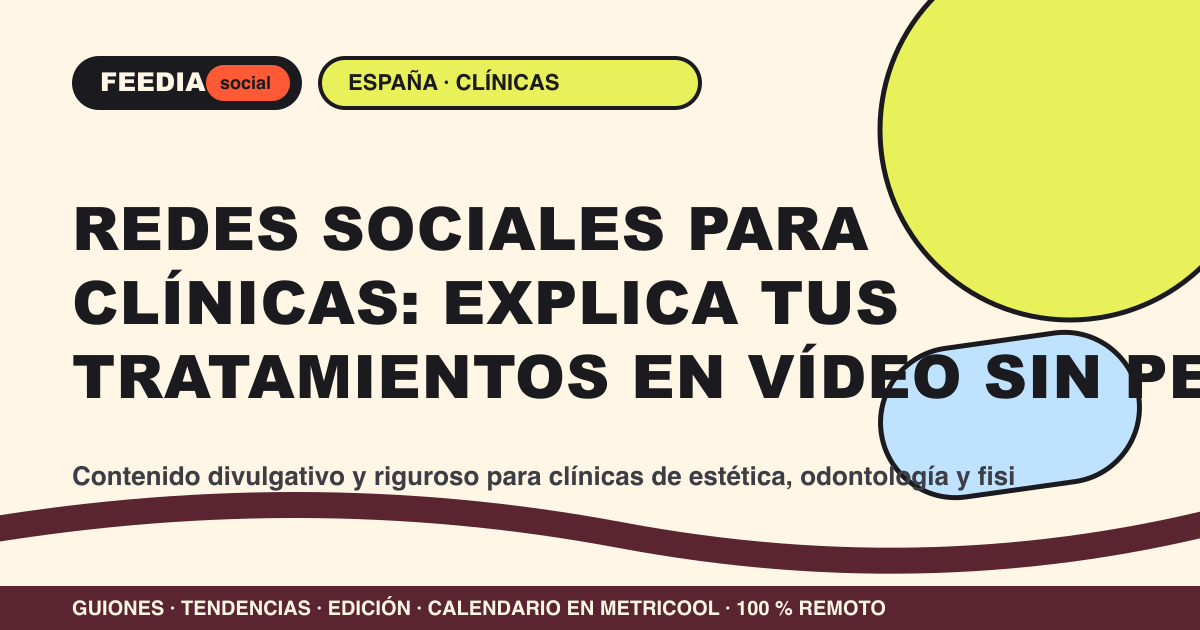 FEEDIA social
ESPAÑA · CLÍNICAS
REDES SOCIALES PARA
CLÍNICAS: EXPLICA TUS
TRATAMIENTOS EN VÍDEO SIN PE
Contenido divulgativo y riguroso para clínicas de estética, odontología y fisi
GUIONES · TENDENCIAS · EDICIÓN · CALENDARIO EN METRICOOL · 100 % REMOTO